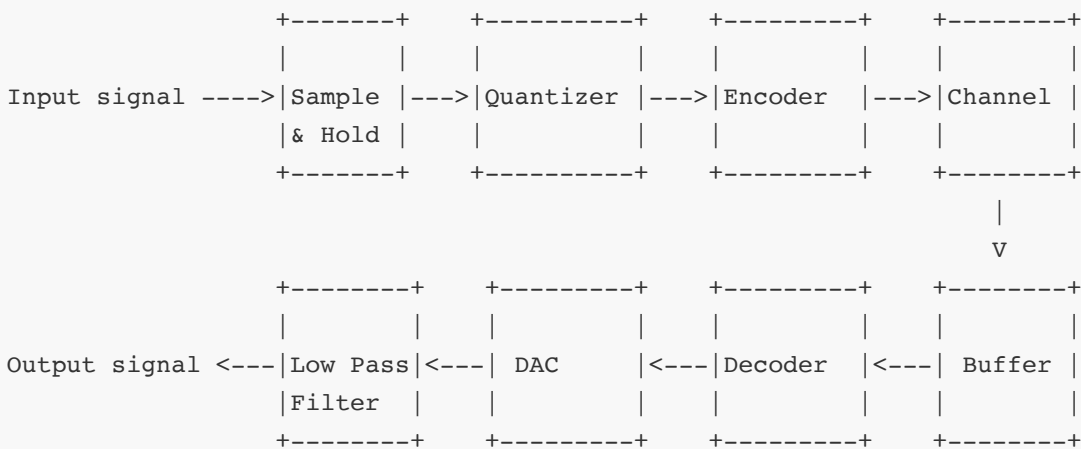 +-------+    +----------+    +---------+    +--------+
|       |    |          |    |         |    |        |
Input signal ---->|Sample |--->|Quantizer |--->|Encoder  |--->|Channel |
|& Hold |    |          |    |         |    |        |
+-------+    +----------+    +---------+    +--------+
|
V
+--------+    +---------+    +---------+    +--------+
|        |    |         |    |         |    |        |
Output signal <---|Low Pass|<---| DAC     |<---|Decoder  |<---| Buffer |
|Filter  |    |         |    |         |    |        |
+--------+    +---------+    +---------+    +--------+